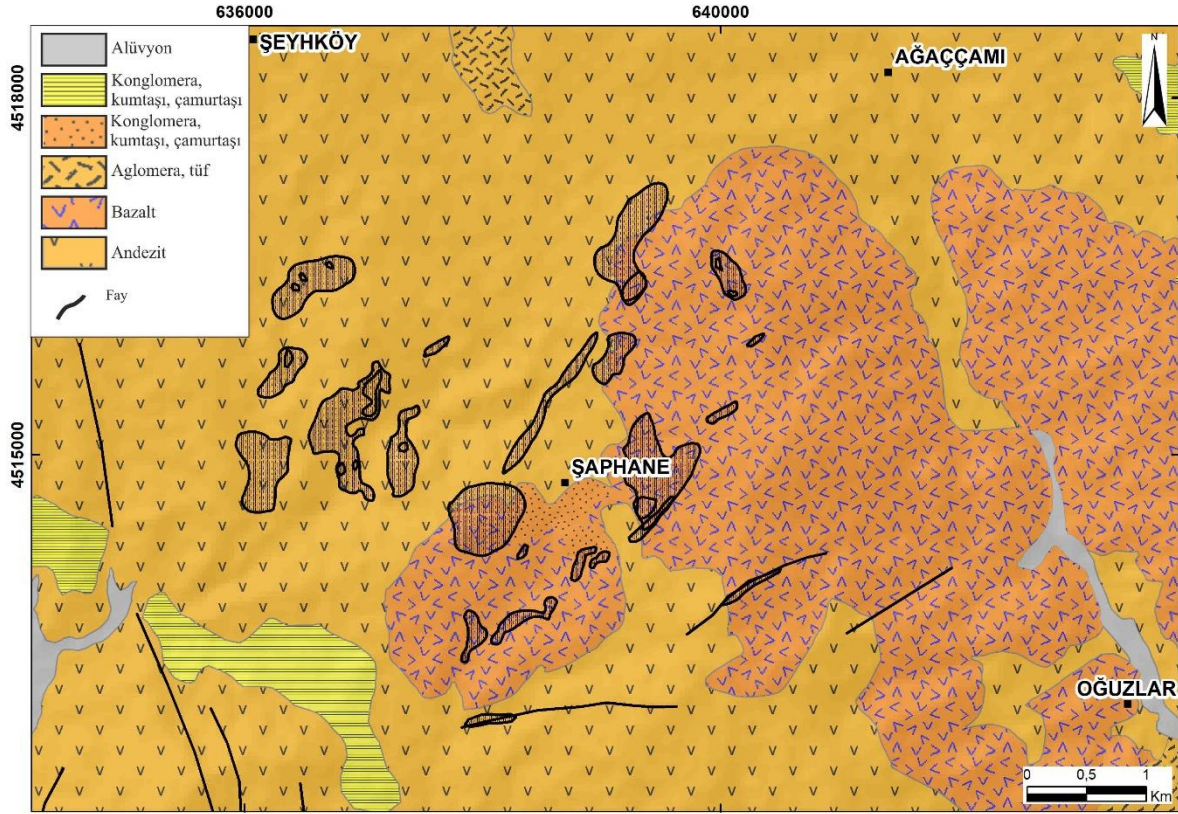 636000
640000
4518000
4515000
Alüvyon
Konglomera,
kumtaşı, çamurtaşı
Konglomera,
kumtaşı, çamurtaşı
Aglomera, tüf
Bazalt
Andezit
Fay
ŞEYHKÖY
AĞAÇÇAMI
N
ŞAPHANE
OĞUZLAR
0 0,5 1
Km